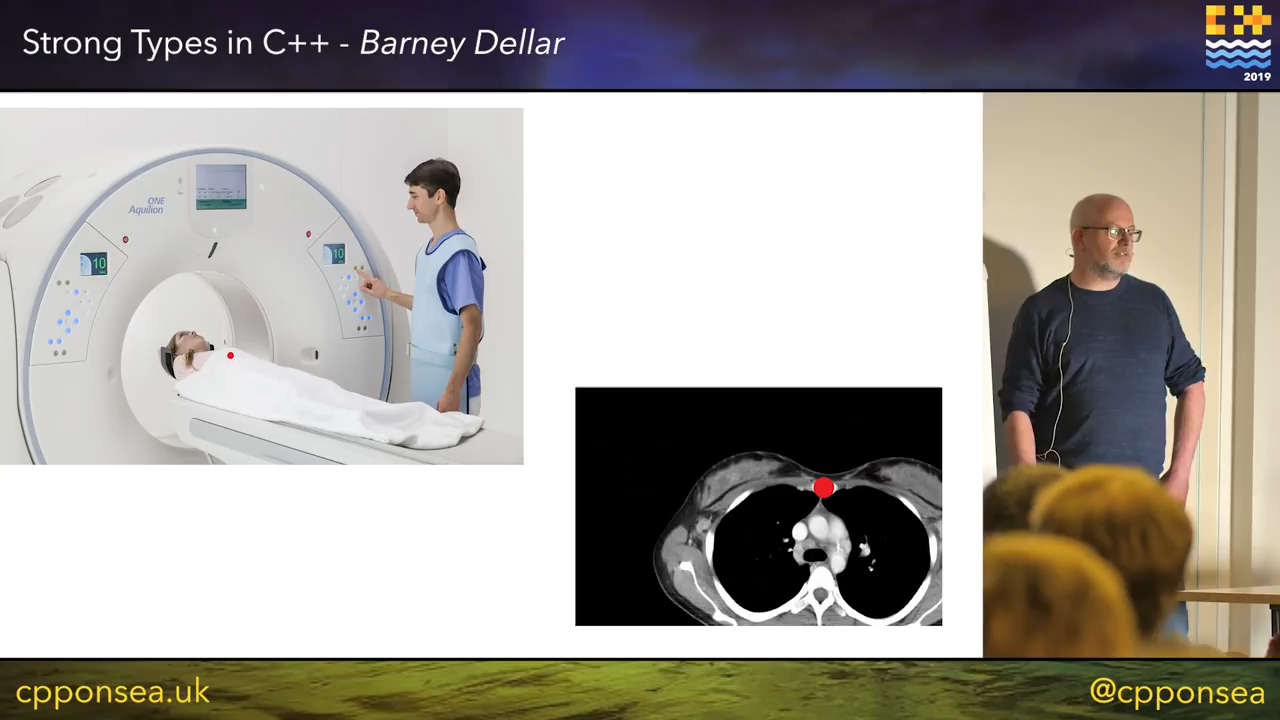 Strong Types in C++ - Barney Dellar
2019
ONE
Aquilion
10
10
cpponsea.uk
@cpponsea